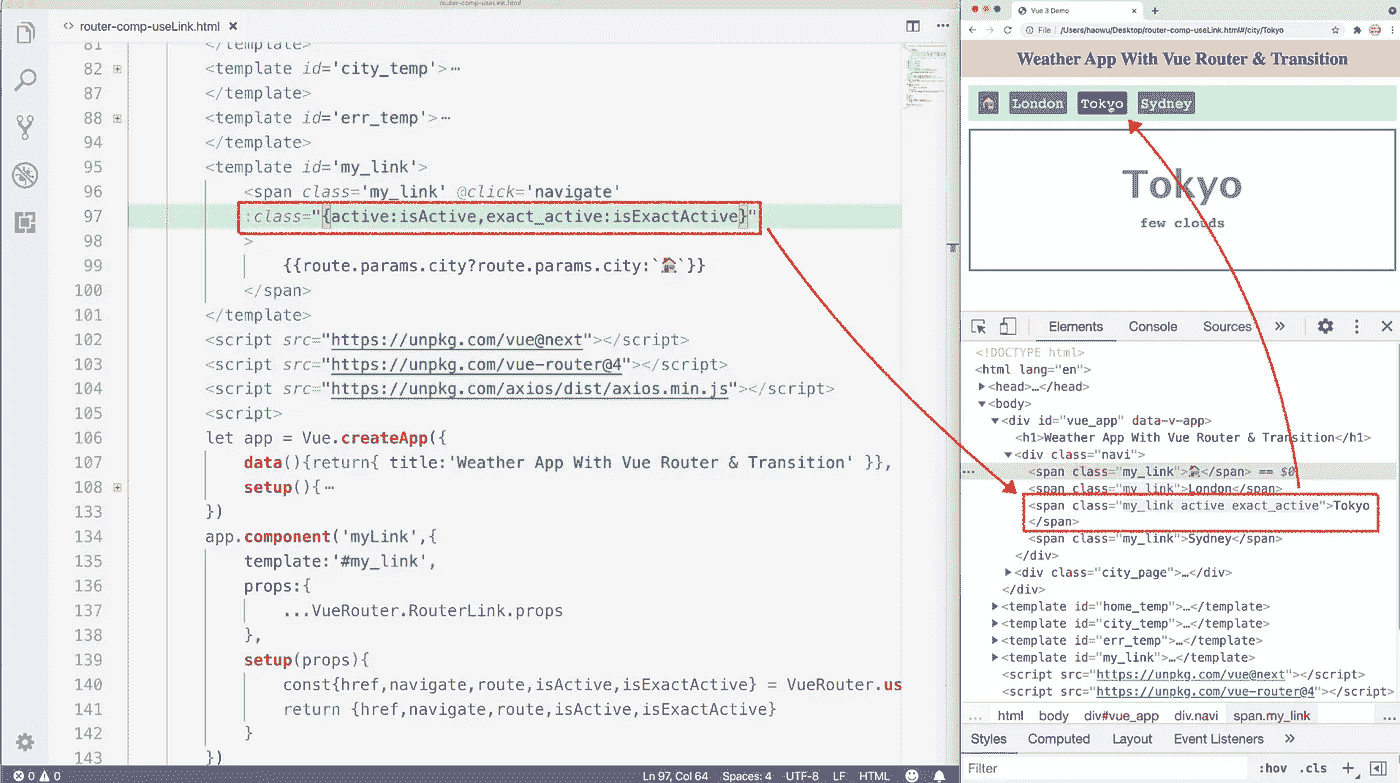 router-comp-useLink.html
router-comp-useLink.html
81 </template>
82 <template id='city_temp'>⋯
87 <template>
88 <template id='err_temp'>⋯
94 </template>
95 <template id='my_link'>
96 <span class='my_link' @click='navigate'
97 :class="{active:isActive,exact_active:isExactActive}"
98 >
99 {{route.params.city?route.params.city:`🏠`}}
100 </span>
101 </template>
102 <script src="https://unpkg.com/vue@next"></script>
103 <script src="https://unpkg.com/vue-router@4"></script>
104 <script src="https://unpkg.com/axios/dist/axios.min.js"></script>
105 <script>
106 let app = Vue.createApp({
107 data(){return{ title:'Weather App With Vue Router & Transition' }},
108 setup(){⋯
133 })
134 app.component('myLink',{
135 template:'#my_link',
136 props:{
137 ...VueRouter.RouterLink.props
138 },
139 setup(props){
140 const{href,navigate,route,isActive,isExactActive} = VueRouter.us
141 return {href,navigate,route,isActive,isExactActive}
142 }
143 })
0 0 Ln 97, Col 64 Spaces: 4 UTF-8 LF HTML
Vue 3 Demo
File /Users/haowu/Desktop/router-comp-useLink.html#/city/Tokyo
Weather App With Vue Router & Transition
🏠 London Tokyo Sydney
Tokyo
few clouds
Elements Console Sources »
<!DOCTYPE html>
<html lang="en">
<head>…</head>
<body>
<div id="vue_app" data-v-app>
<h1>Weather App With Vue Router & Transition</h1>
<div class="navi">
<span class="my_link">🏠</span> == $0
<span class="my_link">London</span>
<span class="my_link active exact_active">Tokyo
</span>
<span class="my_link">Sydney</span>
</div>
<div class="city_page">…</div>
</div>
<template id="home_temp">…</template>
<template id="city_temp">…</template>
<template id="err_temp">…</template>
<template id="my_link">…</template>
<script src="https://unpkg.com/vue@next"></script>
<script src="https://unpkg.com/vue-router@4"></script>
... html body div#vue_app div.navi span.my_link ...
Styles Computed Layout Event Listeners »
Filter :hov .cls +